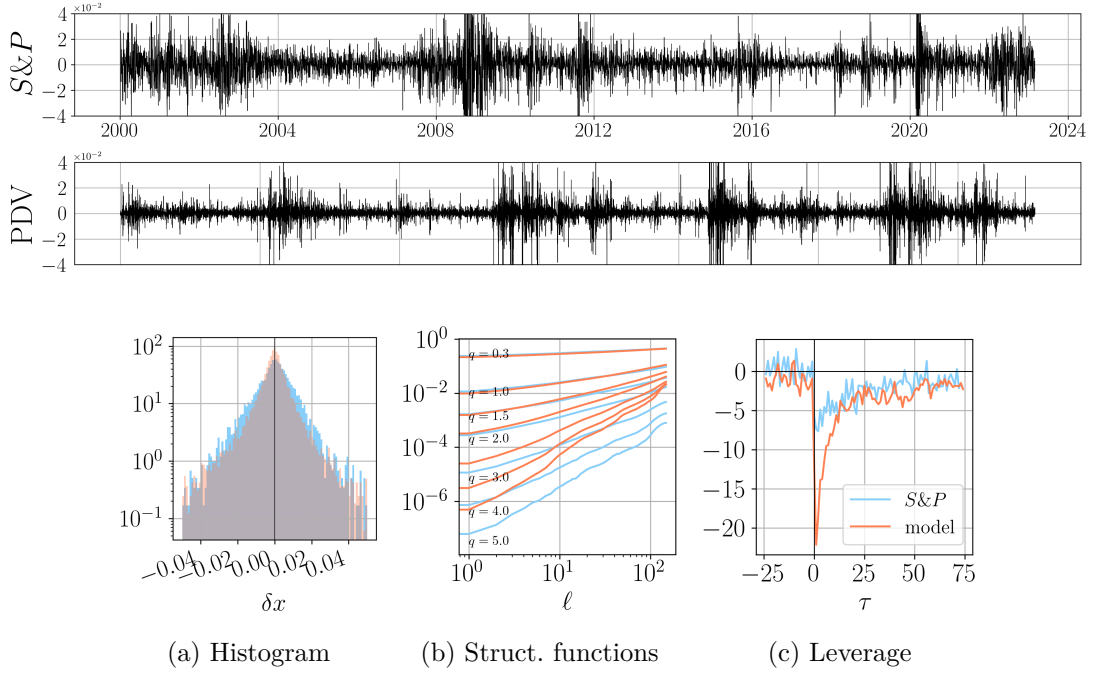 ×10⁻²
S&P
4
2
0
−2
−4
2000 2004 2008 2012 2016 2020 2024
×10⁻²
PDV
4
2
0
−2
−4
10²
10¹
10⁰
10⁻¹
−0.04 −0.02 0.00 0.02 0.04
δx
(a) Histogram
10⁰
10⁻²
10⁻⁴
10⁻⁶
q = 0.3
q = 1.0
q = 1.5
q = 2.0
q = 3.0
q = 4.0
q = 5.0
10⁰ 10¹ 10²
ℓ
(b) Struct. functions
0
−5
−10
−15
−20
S&P
model
−25 0 25 50 75
τ
(c) Leverage